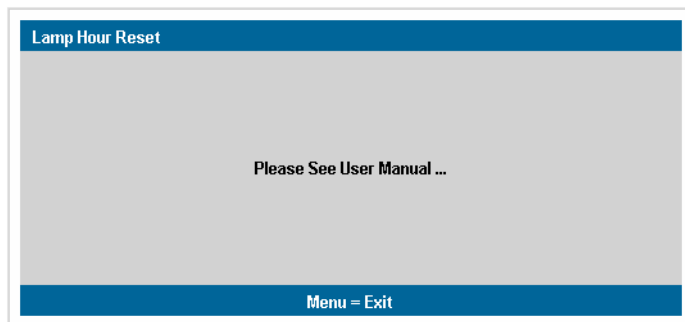 Lamp Hour Reset
Please See User Manual ...
Menu = Exit